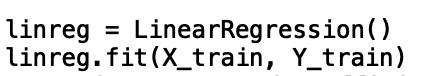 linreg = LinearRegression()
linreg.fit(X_train, Y_train)